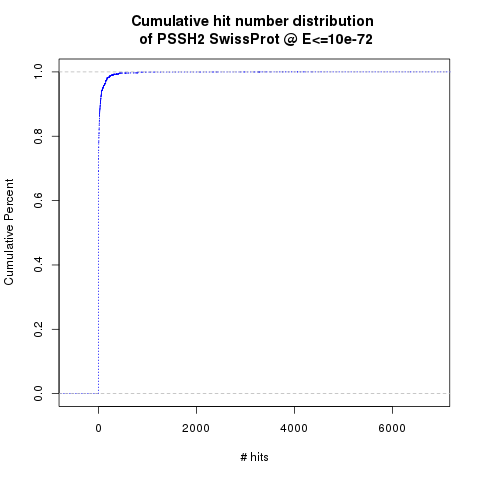 Cumulative hit number distribution
of PSSH2 SwissProt @ E<=10e-72
1.0
0.8
0.6
0.4
0.2
0.0
Cumulative Percent
0 2000 4000 6000
# hits